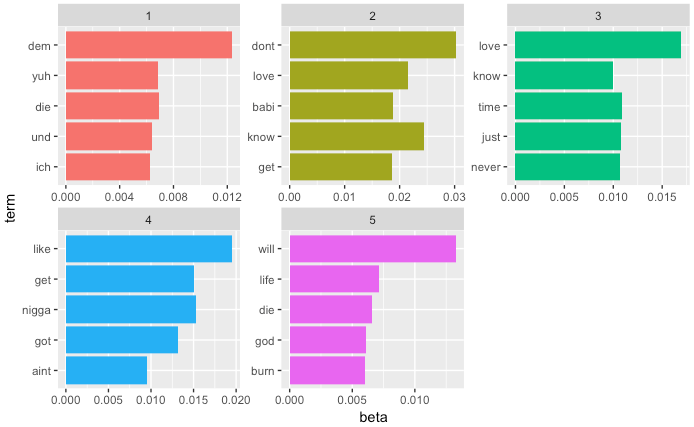 1
2
3
dem
yuh
die
und
ich
0.000 0.004 0.008 0.012
dont
love
babi
know
get
0.00 0.01 0.02 0.03
love
know
time
just
never
0.000 0.005 0.010 0.015
term
4
5
like
get
nigga
got
aint
0.000 0.005 0.010 0.015 0.020
will
life
die
god
burn
0.000 0.005 0.010
beta